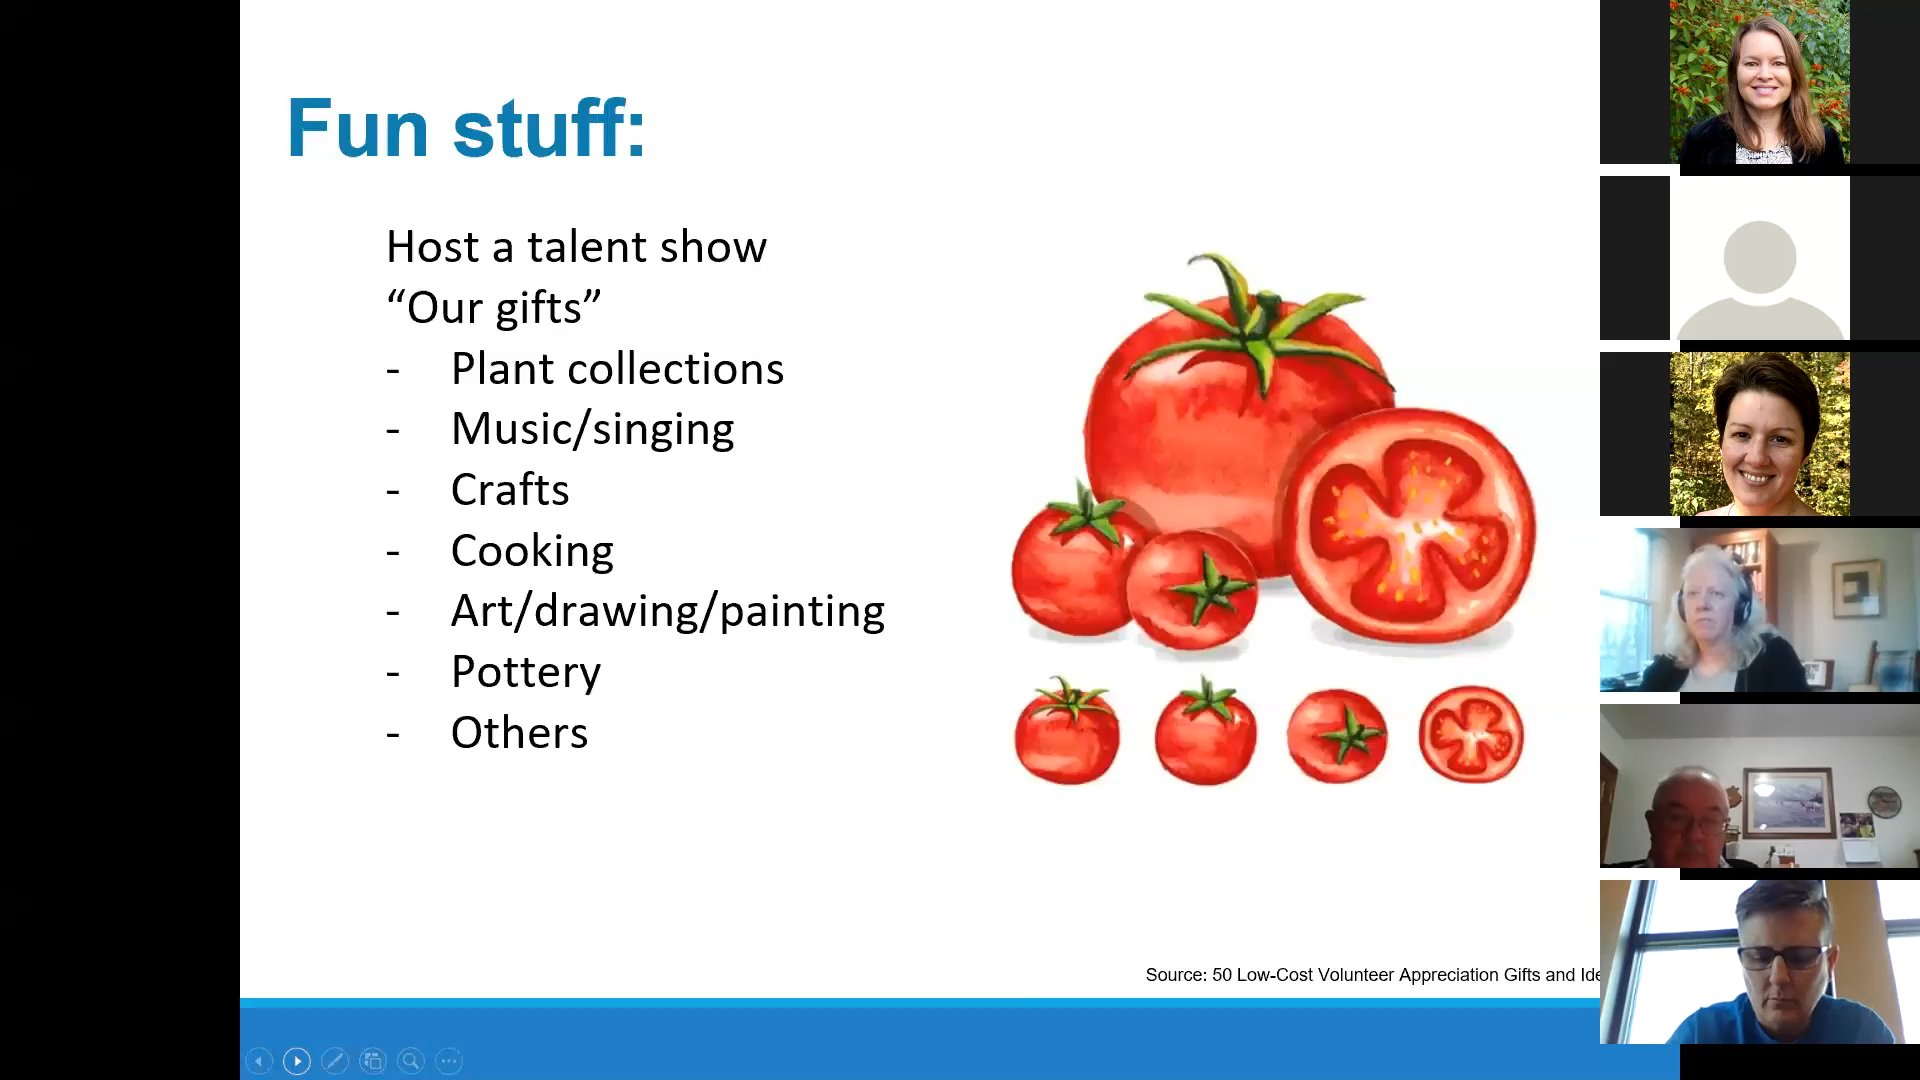 Fun stuff:
Host a talent show
“Our gifts”
- Plant collections
- Music/singing
- Crafts
- Cooking
- Art/drawing/painting
- Pottery
- Others
Source: 50 Low-Cost Volunteer Appreciation Gifts and